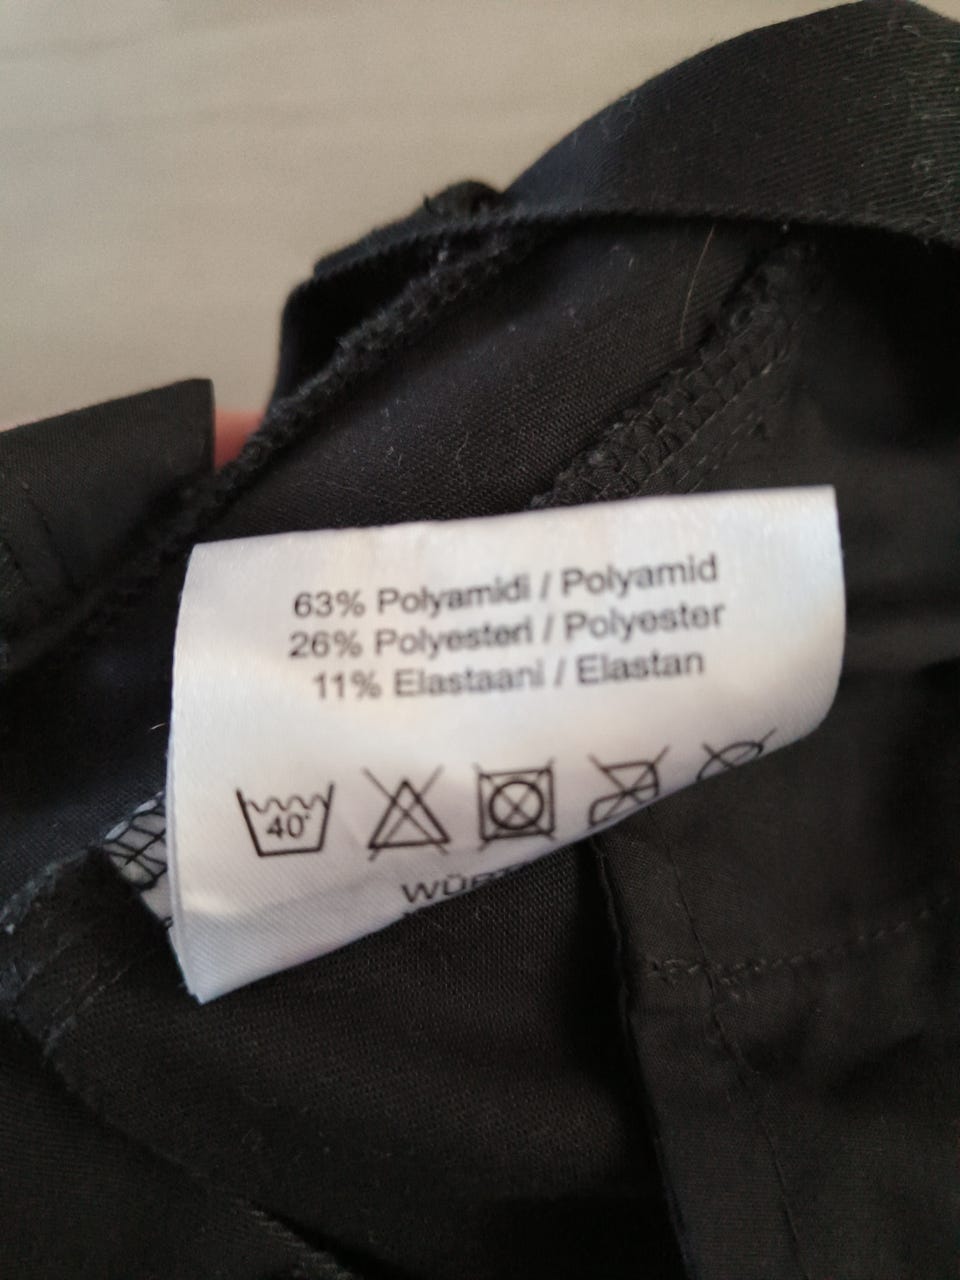 63% Polyamidi / Polyamid
26% Polyesteri / Polyester
11% Elastaani / Elastan
40°